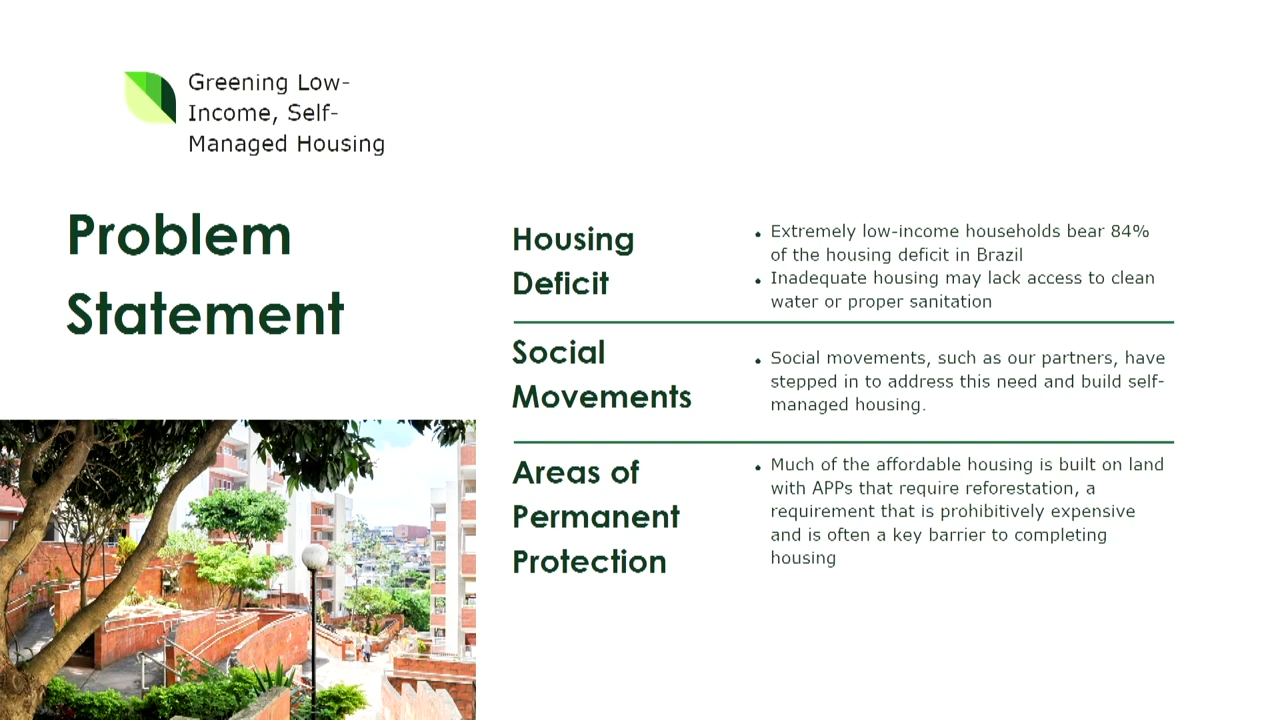 Greening Low-
Income, Self-
Managed Housing
Problem
Statement
Housing
Deficit
• Extremely low-income households bear 84%
of the housing deficit in Brazil
• Inadequate housing may lack access to clean
water or proper sanitation
Social
Movements
• Social movements, such as our partners, have
stepped in to address this need and build self-
managed housing.
Areas of
Permanent
Protection
• Much of the affordable housing is built on land
with APPs that require reforestation, a
requirement that is prohibitively expensive
and is often a key barrier to completing
housing